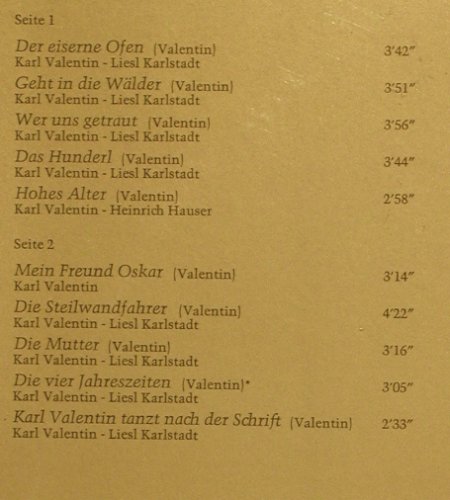 Seite 1
Der eiserne Ofen (Valentin) 3'42"
Karl Valentin - Liesl Karlstadt
Geht in die Wälder (Valentin) 3'51"
Karl Valentin - Liesl Karlstadt
Wer uns getraut (Valentin) 3'56"
Karl Valentin - Liesl Karlstadt
Das Hunderl (Valentin) 3'44"
Karl Valentin - Liesl Karlstadt
Hohes Alter (Valentin) 2'58"
Karl Valentin - Heinrich Hauser
Seite 2
Mein Freund Oskar (Valentin) 3'14"
Karl Valentin
Die Steilwandfahrer (Valentin) 4'22"
Karl Valentin - Liesl Karlstadt
Die Mutter (Valentin) 3'16"
Karl Valentin - Liesl Karlstadt
Die vier Jahreszeiten (Valentin)* 3'05"
Karl Valentin - Liesl Karlstadt
Karl Valentin tanzt nach der Schrift (Valentin) 2'33"
Karl Valentin - Liesl Karlstadt